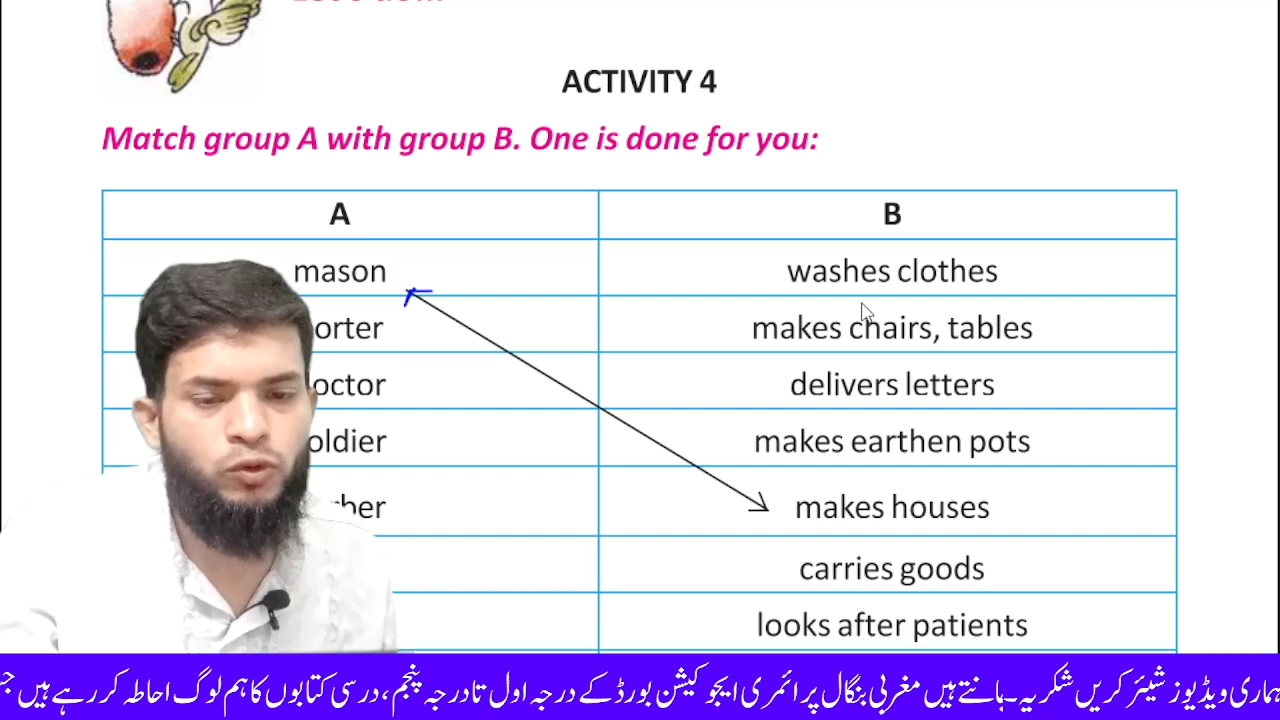 ACTIVITY 4
Match group A with group B. One is done for you:
A B
mason washes clothes
orter makes chairs, tables
octor delivers letters
oldier makes earthen pots
ber makes houses
carries goods
looks after patients
ہماری ویڈیوز شیئر کریں شکریہ۔ ہانتے ہیں مغربی بنگال پرائمری ایجوکیشن بورڈ کے درجہ اول تا درجہ پنجم، درسی کتابوں کا ہم لوگ احاطہ کر رہے ہیں